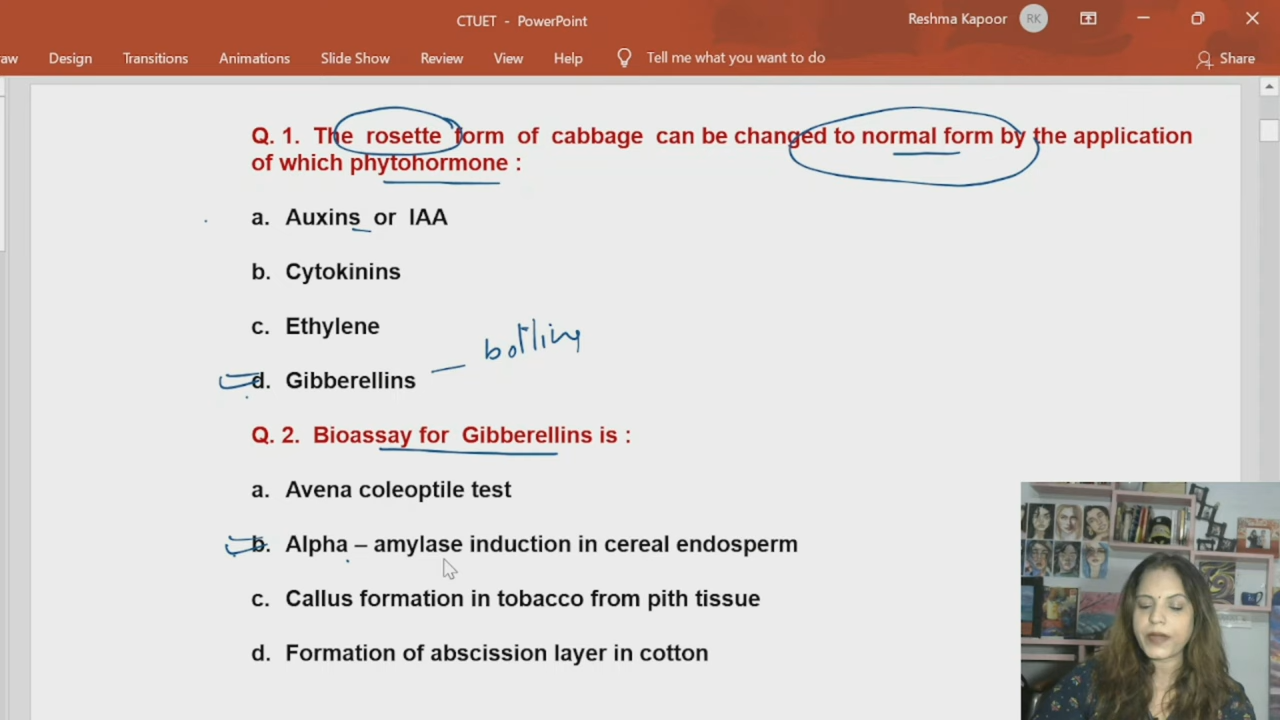 CTUET - PowerPoint
Reshma Kapoor RK
aw Design Transitions Animations Slide Show Review View Help Tell me what you want to do Share
Q. 1. The rosette form of cabbage can be changed to normal form by the application
of which phytohormone :
a. Auxins or IAA
b. Cytokinins
c. Ethylene
botling
d. Gibberellins
Q. 2. Bioassay for Gibberellins is :
a. Avena coleoptile test
b. Alpha – amylase induction in cereal endosperm
c. Callus formation in tobacco from pith tissue
d. Formation of abscission layer in cotton